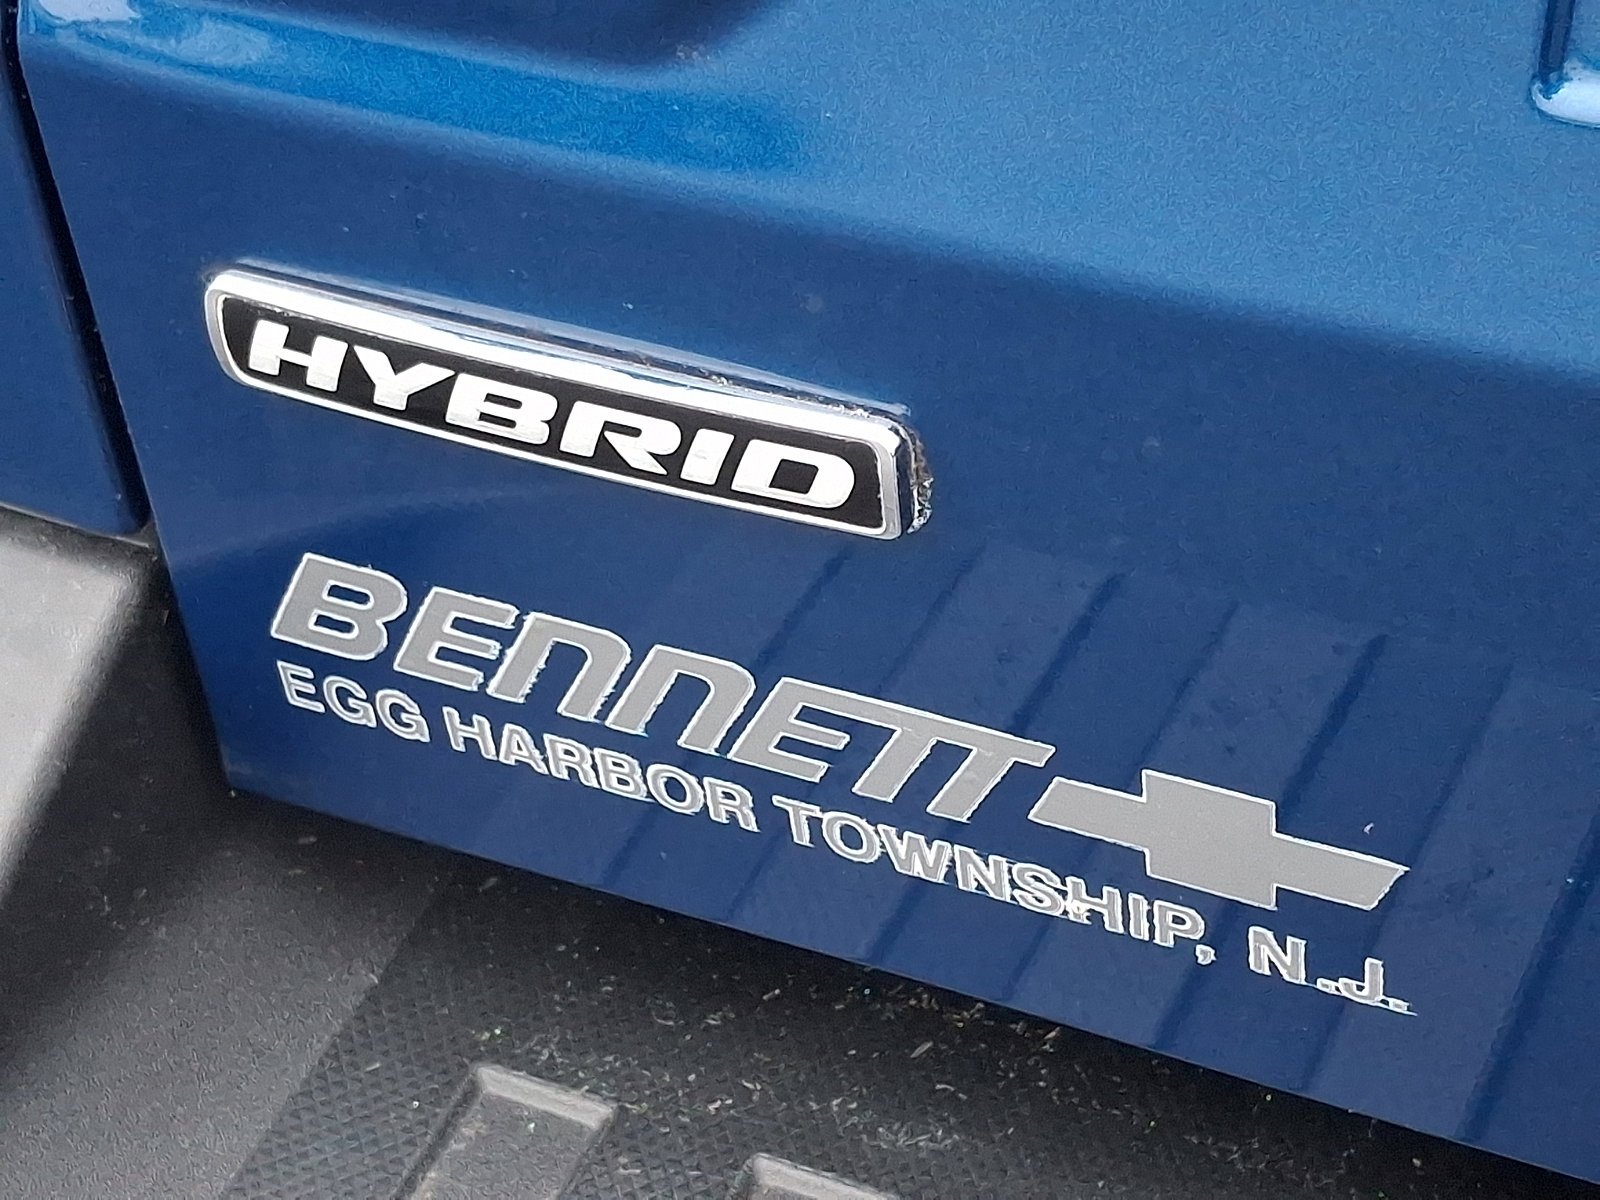 HYBRID
BENNETT
EGG HARBOR TOWNSHIP, N.J.